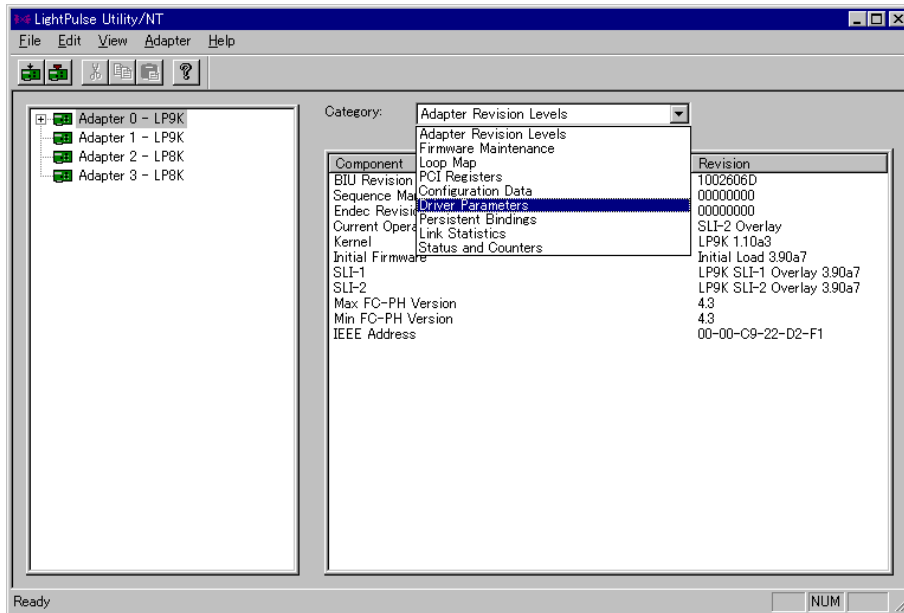 LightPulse Utility/NT
File Edit View Adapter Help
Adapter 0 - LP9K
Adapter 1 - LP9K
Adapter 2 - LP8K
Adapter 3 - LP8K
Category: Adapter Revision Levels
Adapter Revision Levels
Firmware Maintenance
Loop Map
PCI Registers
Configuration Data
Driver Parameters
Persistent Bindings
Link Statistics
Status and Counters
Component Revision
BIU Revision 1002606D
Sequence 00000000
Endec 00000000
Current SLI-2 Overlay
Kernel LP9K 1.10a3
Initial Firmware Initial Load 3.90a7
SLI-1 LP9K SLI-1 Overlay 3.90a7
SLI-2 LP9K SLI-2 Overlay 3.90a7
Max FC-PH Version 4.3
Min FC-PH Version 4.3
IEEE Address 00-00-C9-22-D2-F1
Ready NUM